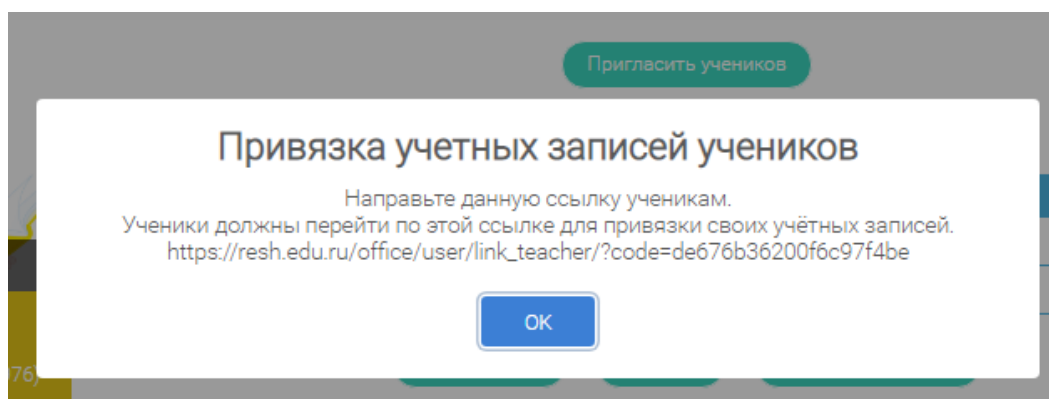 Пригласить учеников
Привязка учетных записей учеников
Направьте данную ссылку ученикам.
Ученики должны перейти по этой ссылке для привязки своих учётных записей.
https://resh.edu.ru/office/user/link_teacher/?code=de676b36200f6c97f4be
OK
76)